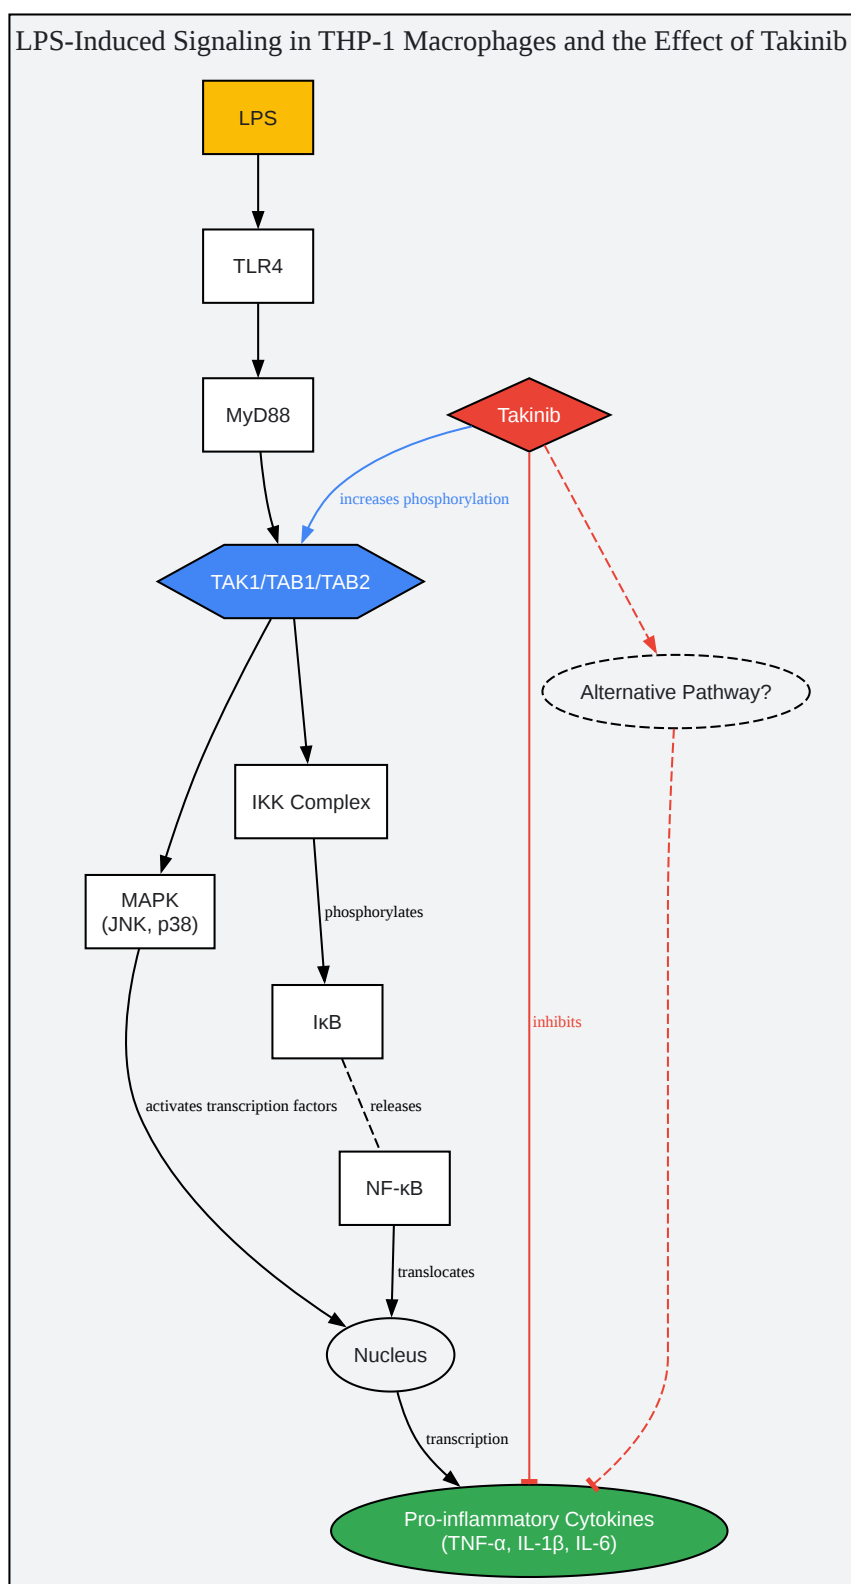 LPS-Induced Signaling in THP-1 Macrophages and the Effect of Takinib
LPS
TLR4
MyD88
Takinib
increases phosphorylation
TAK1/TAB1/TAB2
Alternative Pathway?
IKK Complex
MAPK
(JNK, p38)
phosphorylates
IκB
inhibits
activates transcription factors
releases
NF-κB
translocates
Nucleus
transcription
Pro-inflammatory Cytokines
(TNF-α, IL-1β, IL-6)